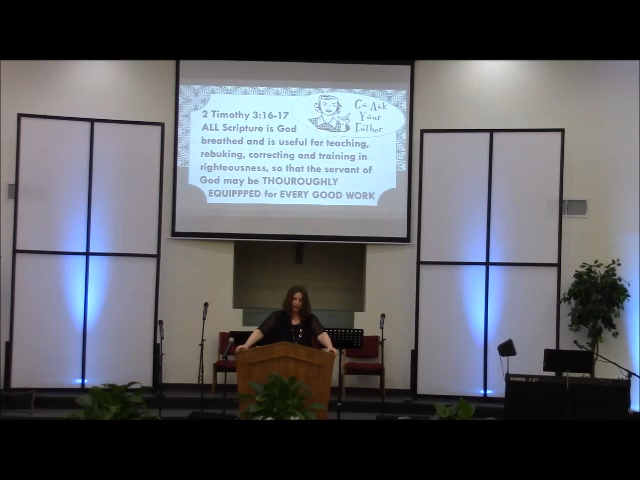 2 Timothy 3:16-17
ALL Scripture is God
breathed and is useful for teaching,
rebuking, correcting and training in
righteousness, so that the servant of
God may be THOUROUGHLY
EQUIPPPED for EVERY GOOD WORK
Go Ask
Your
Father